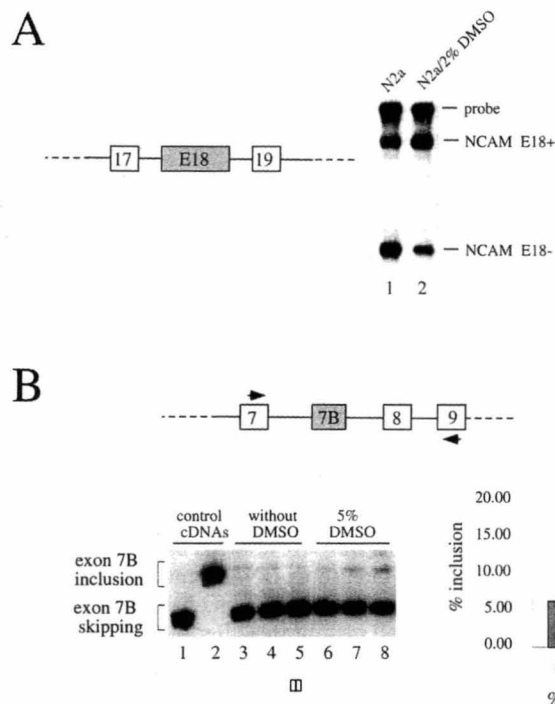 A
N2a
N2a/2% DMSO
probe
NCAM E18+
17 E18 19
NCAM E18-
1 2
B
7 7B 8 9
control cDNAs
without DMSO
5% DMSO
exon 7B inclusion
exon 7B skipping
1 2 3 4 5 6 7 8
20.00
15.00
10.00
5.00
0.00
% inclusion
%